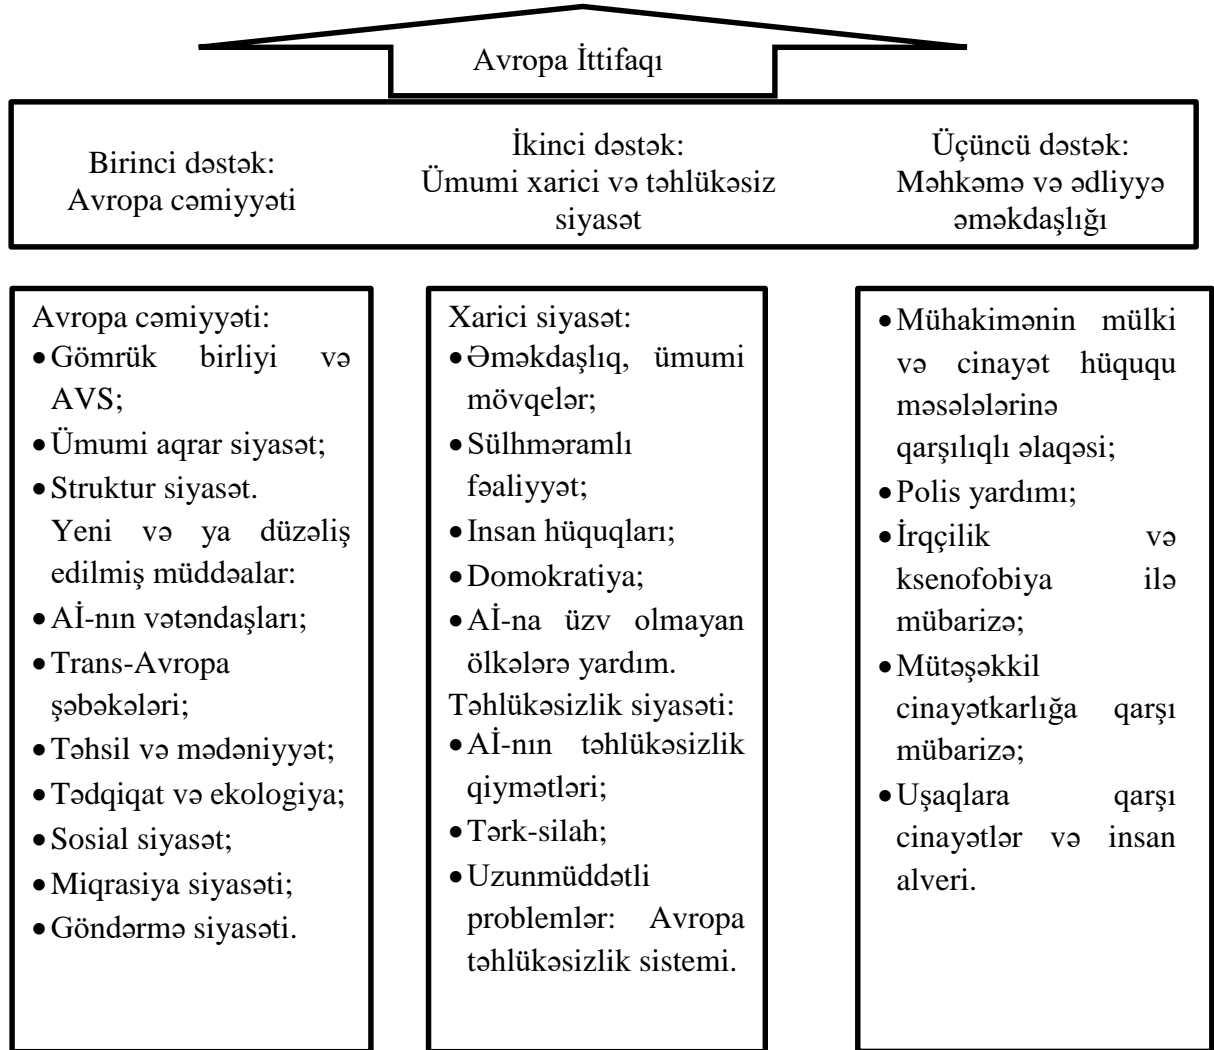 Avropa İttifaqı
Birinci dəstək:
Avropa cəmiyyəti
İkinci dəstək:
Ümumi xarici və təhlükəsiz
siyasət
Üçüncü dəstək:
Məhkəmə və ədliyyə
əməkdaşlığı
Avropa cəmiyyəti:
• Gömrük birliyi və
AVS;
• Ümumi aqrar siyasət;
• Struktur siyasət.
Yeni və ya düzəliş
edilmiş müddəalar:
• Aİ-nın vətəndaşları;
• Trans-Avropa
şəbəkələri;
• Təhsil və mədəniyyət;
• Tədqiqat və ekologiya;
• Sosial siyasət;
• Miqrasiya siyasəti;
• Göndərmə siyasəti.
Xarici siyasət:
• Əməkdaşlıq, ümumi
mövqelər;
• Sülhməramlı
fəaliyyət;
• Insan hüquqları;
• Domokratiya;
• Aİ-na üzv olmayan
ölkələrə yardım.
Təhlükəsizlik siyasəti:
• Aİ-nın təhlükəsizlik
qiymətləri;
• Tərk-silah;
• Uzunmüddətli
problemlər: Avropa
təhlükəsizlik sistemi.
• Mühakimənin mülki
və cinayət hüququ
məsələlərinə
qarşılıqlı əlaqəsi;
• Polis yardımı;
• İrqçilik və
ksenofobiya ilə
mübarizə;
• Mütəşəkkil
cinayətkarlığa qarşı
mübarizə;
• Uşaqlara qarşı
cinayətlər və insan
alveri.